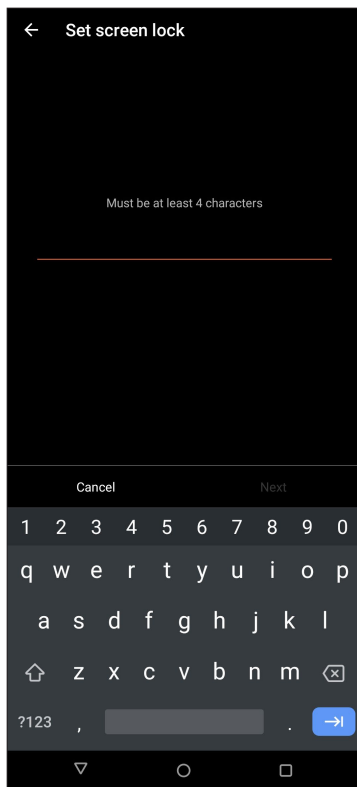 Set screen lock
Must be at least 4 characters
Cancel Next
1 2 3 4 5 6 7 8 9 0
q w e r t y u i o p
a s d f g h j k l
z x c v b n m
?123 , .